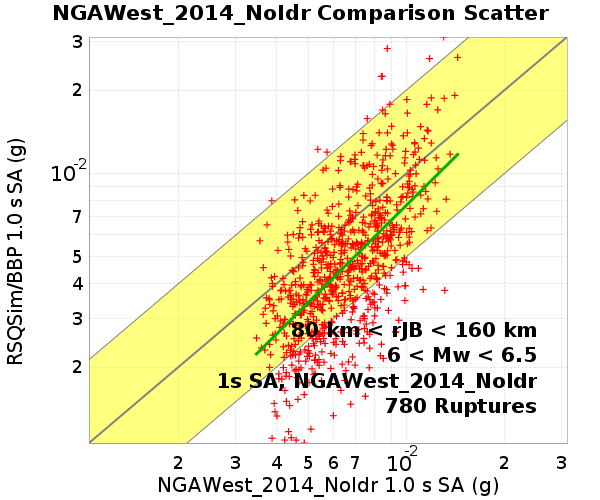 NGAWest_2014_NoIdr Comparison Scatter
RSQSim/BBP 1.0 s SA (g)
3
2
10^-2
7
5
4
3
2
80 km < rJB < 160 km
6 < Mw < 6.5
1s SA, NGAWest_2014_NoIdr
780 Ruptures
2 3 4 5 6 7 10^-2 2 3
NGAWest_2014_NoIdr 1.0 s SA (g)